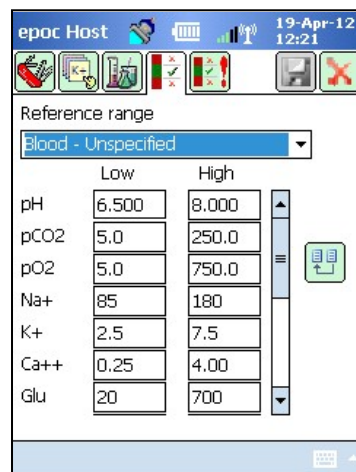 epoc Host 19-Apr-12
12:21
K+
Reference range
Blood - Unspecified
Low High
pH 6.500 8.000
pCO2 5.0 250.0
pO2 5.0 750.0
Na+ 85 180
K+ 2.5 7.5
Ca++ 0.25 4.00
Glu 20 700